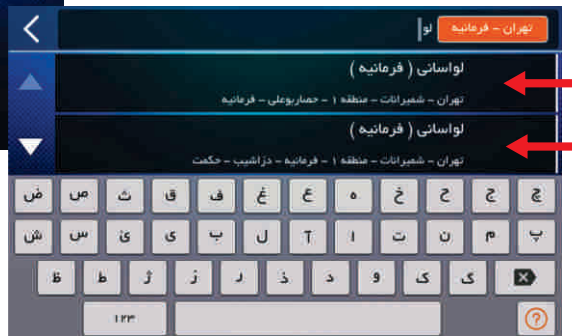 تهران - فرمانیه لو
لواسانی ( فرمانیه )
تهران - شمیرانات - منطقه ۱ - حصاربوعلی - فرمانیه
لواسانی ( فرمانیه )
تهران - شمیرانات - منطقه ۱ - فرمانیه - دزاشیب - حکمت
چ ج ح خ ه ع غ ف ق ث ص ض
پ م ن ت ا آ ل ب ی ئ س ش
گ ک و د ذ ر ز ژ ط ظ
۱۲۳
?